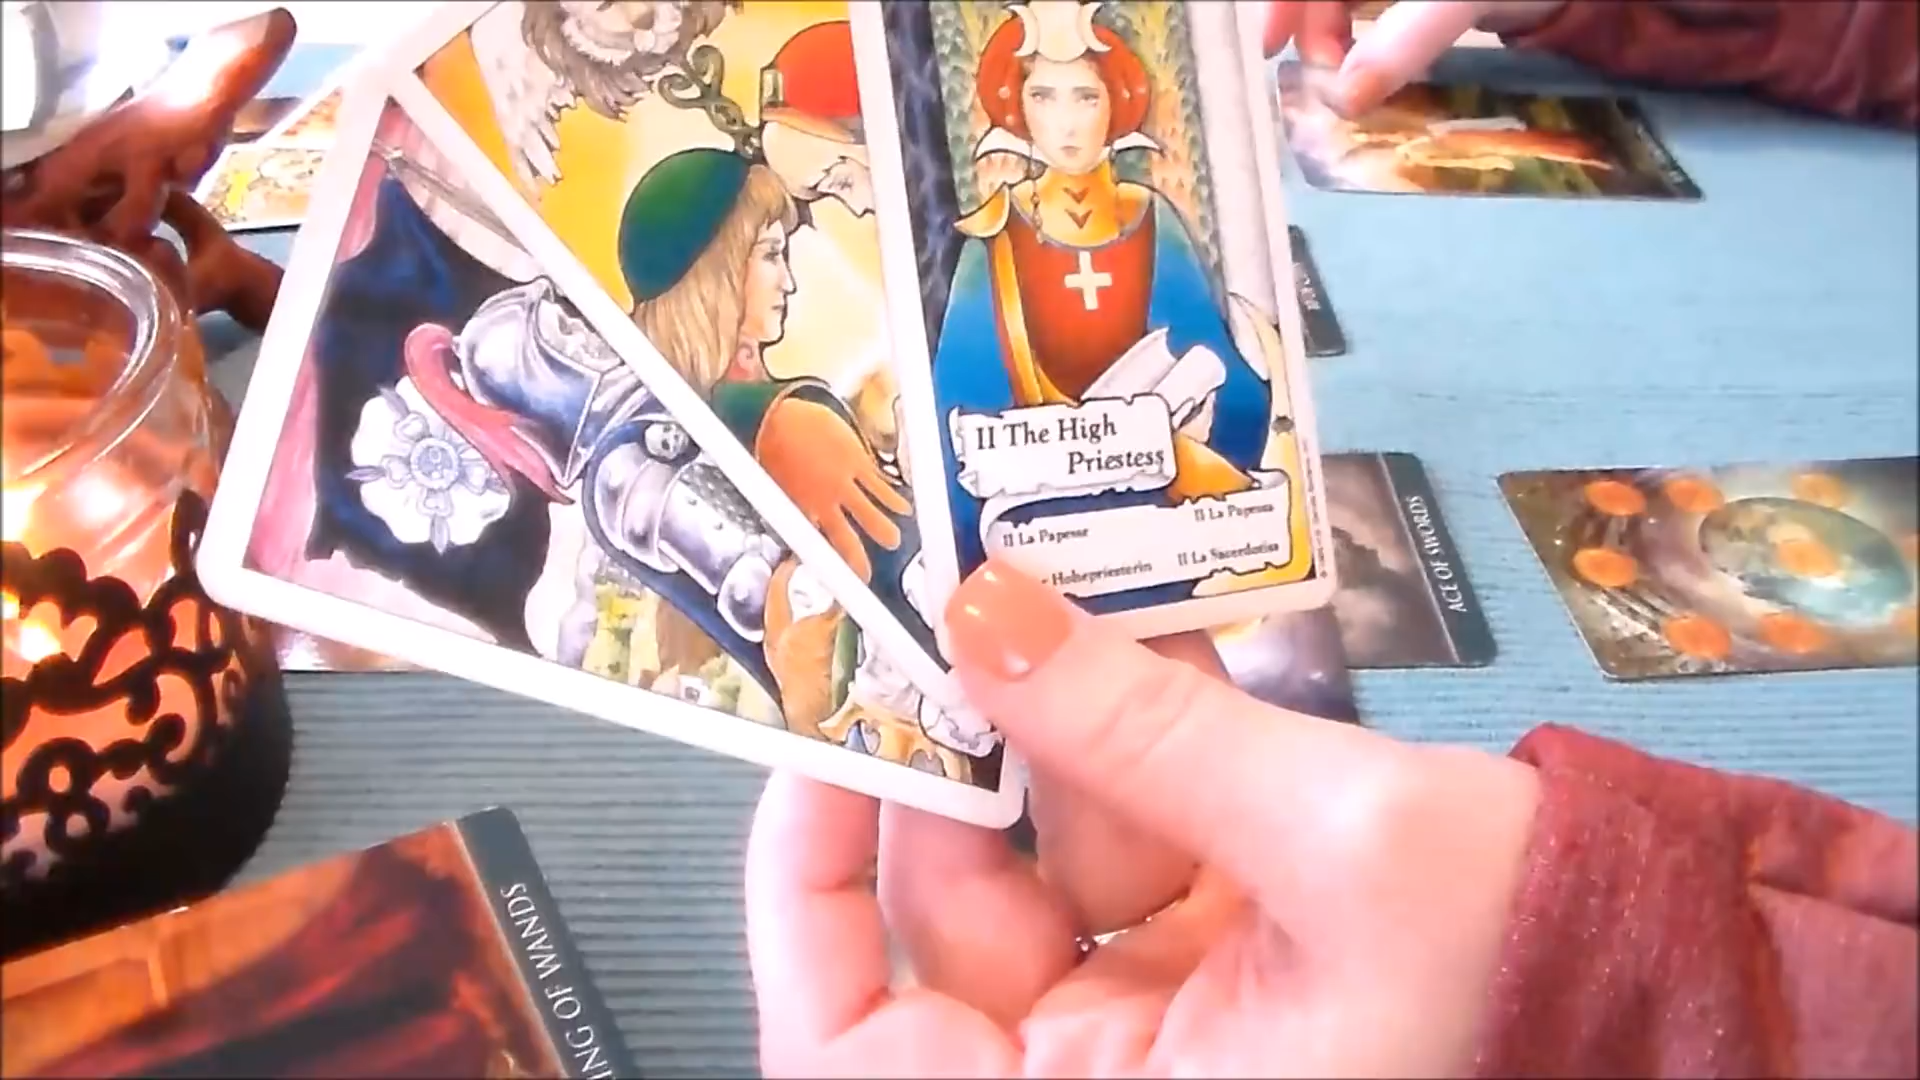 II The High
Priestess
II La Papesse
II La Papessa
Hohepriesterin
II La Sacerdotisa
ACE OF SWORDS
ING OF WANDS